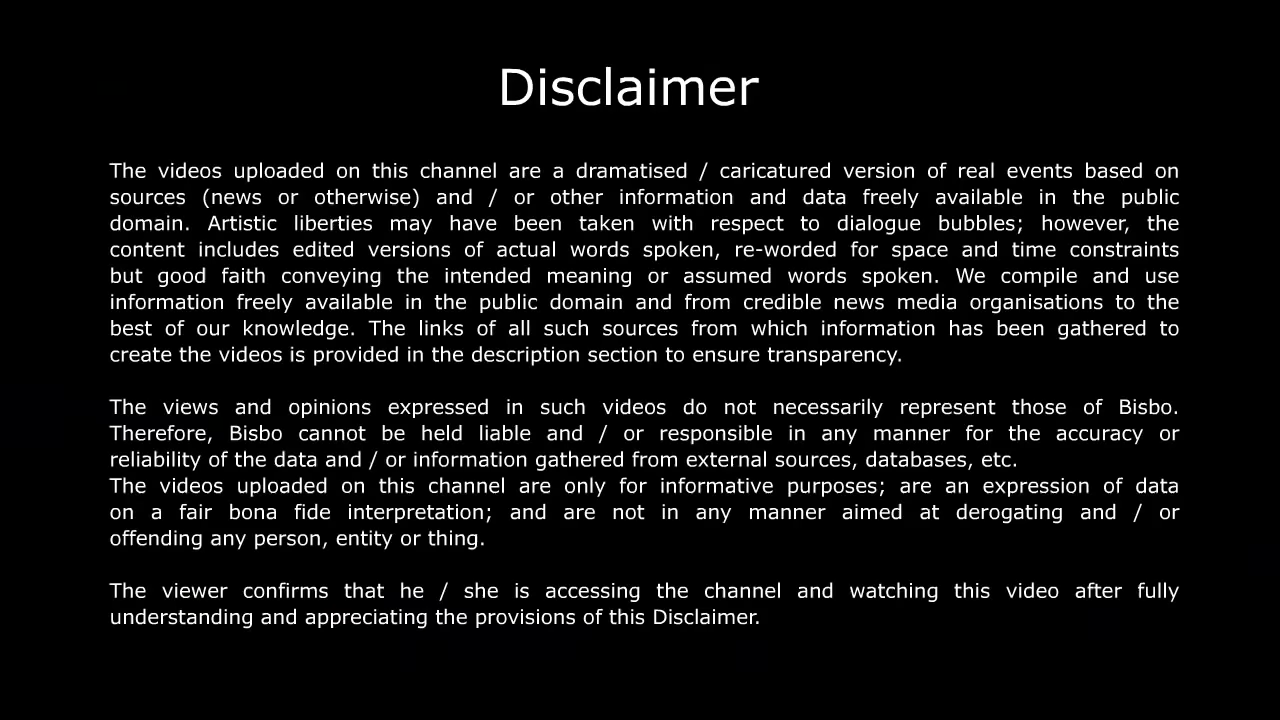 Disclaimer
The videos uploaded on this channel are a dramatised / caricatured version of real events based on
sources (news or otherwise) and / or other information and data freely available in the public
domain. Artistic liberties may have been taken with respect to dialogue bubbles; however, the
content includes edited versions of actual words spoken, re-worded for space and time constraints
but good faith conveying the intended meaning or assumed words spoken. We compile and use
information freely available in the public domain and from credible news media organisations to the
best of our knowledge. The links of all such sources from which information has been gathered to
create the videos is provided in the description section to ensure transparency.
The views and opinions expressed in such videos do not necessarily represent those of Bisbo.
Therefore, Bisbo cannot be held liable and / or responsible in any manner for the accuracy or
reliability of the data and / or information gathered from external sources, databases, etc.
The videos uploaded on this channel are only for informative purposes; are an expression of data
on a fair bona fide interpretation; and are not in any manner aimed at derogating and / or
offending any person, entity or thing.
The viewer confirms that he / she is accessing the channel and watching this video after fully
understanding and appreciating the provisions of this Disclaimer.